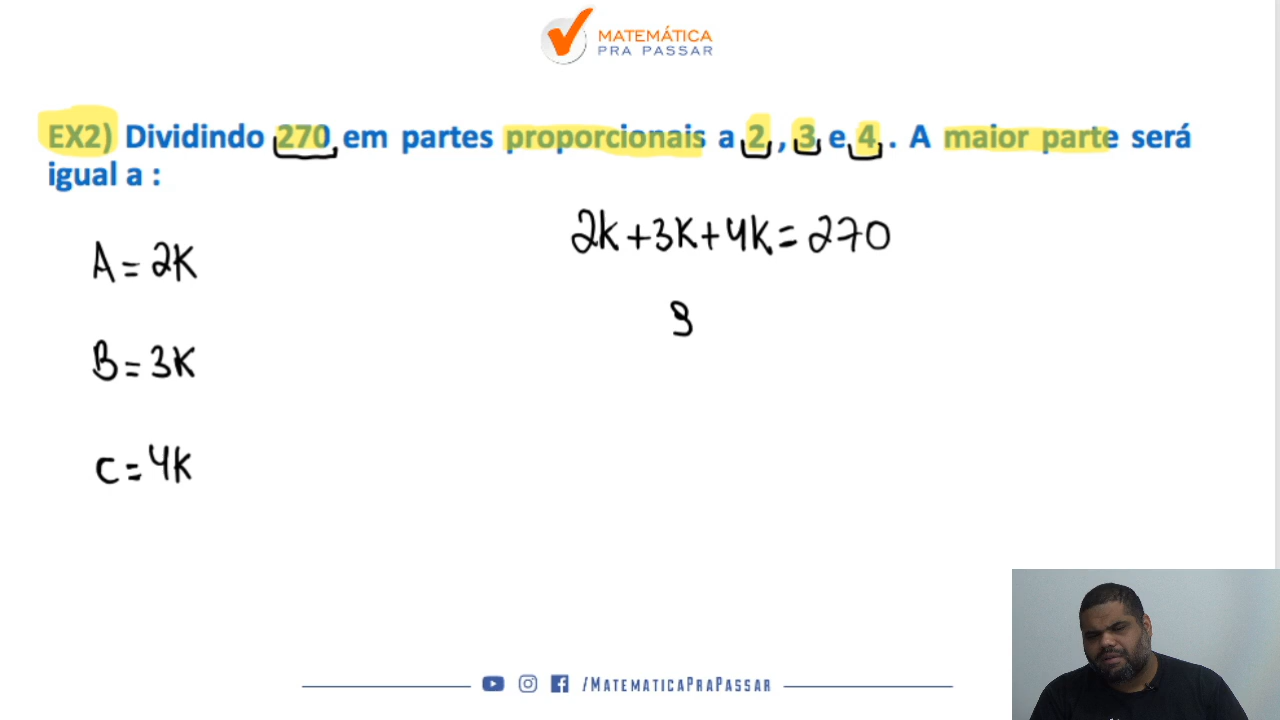 MATEMÁTICA
PRA PASSAR
EX2) Dividindo 270 em partes proporcionais a 2 , 3 e 4 . A maior parte será
igual a :
2K+3K+4K=270
A=2K
9
B=3K
C=4K
/MATEMATICAPRAPASSAR